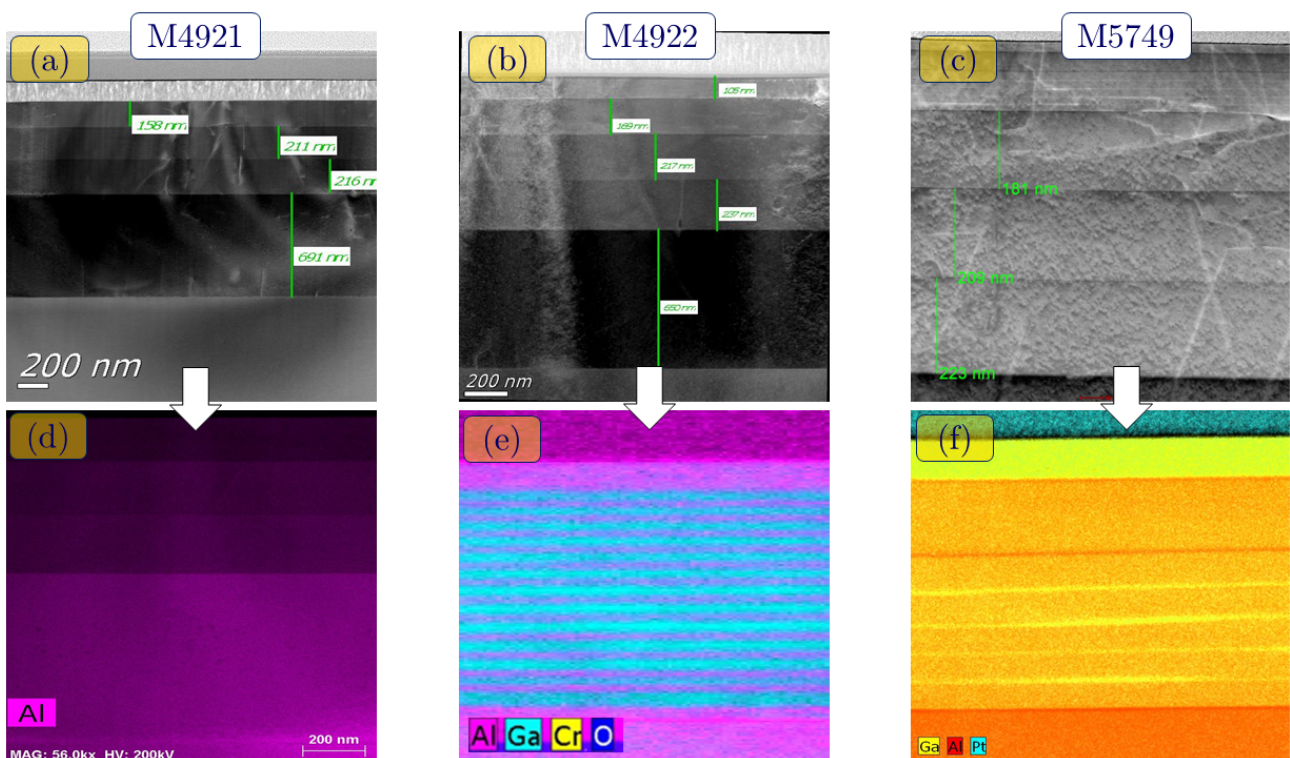 M4921
M4922
M5749
(a)
158 nm
211 nm
216 nm
691 nm
200 nm
(b)
105 nm
169 nm
217 nm
237 nm
650 nm
200 nm
(c)
181 nm
209 nm
223 nm
(d)
Al
MAG: 56.0kx HV: 200kV
200 nm
(e)
Al Ga Cr O
(f)
Ga Al Pt